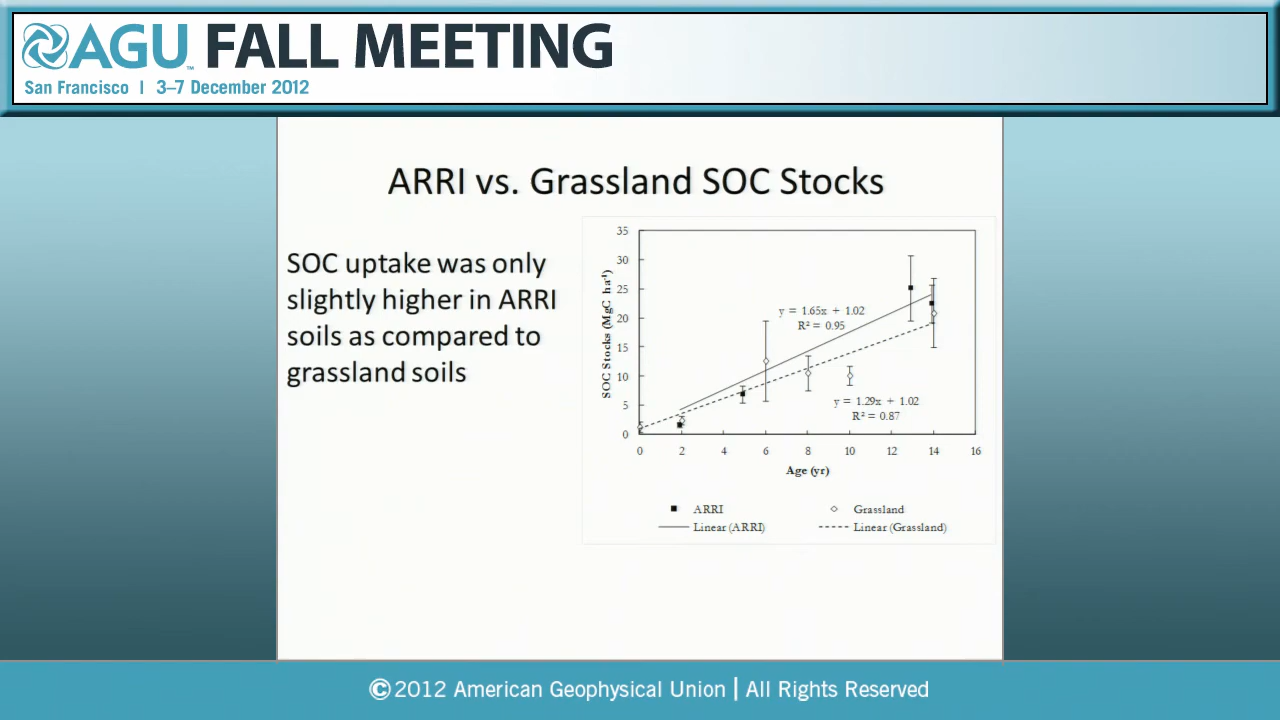 AGU™ FALL MEETING
San Francisco | 3–7 December 2012
ARRI vs. Grassland SOC Stocks
SOC uptake was only
slightly higher in ARRI
soils as compared to
grassland soils
SOC Stocks (MgC ha⁻¹)
35
30
25
20
15
10
5
0
y = 1.65x + 1.02
R² = 0.95
y = 1.29x + 1.02
R² = 0.87
0 2 4 6 8 10 12 14 16
Age (yr)
ARRI Grassland
Linear (ARRI) Linear (Grassland)
©2012 American Geophysical Union | All Rights Reserved